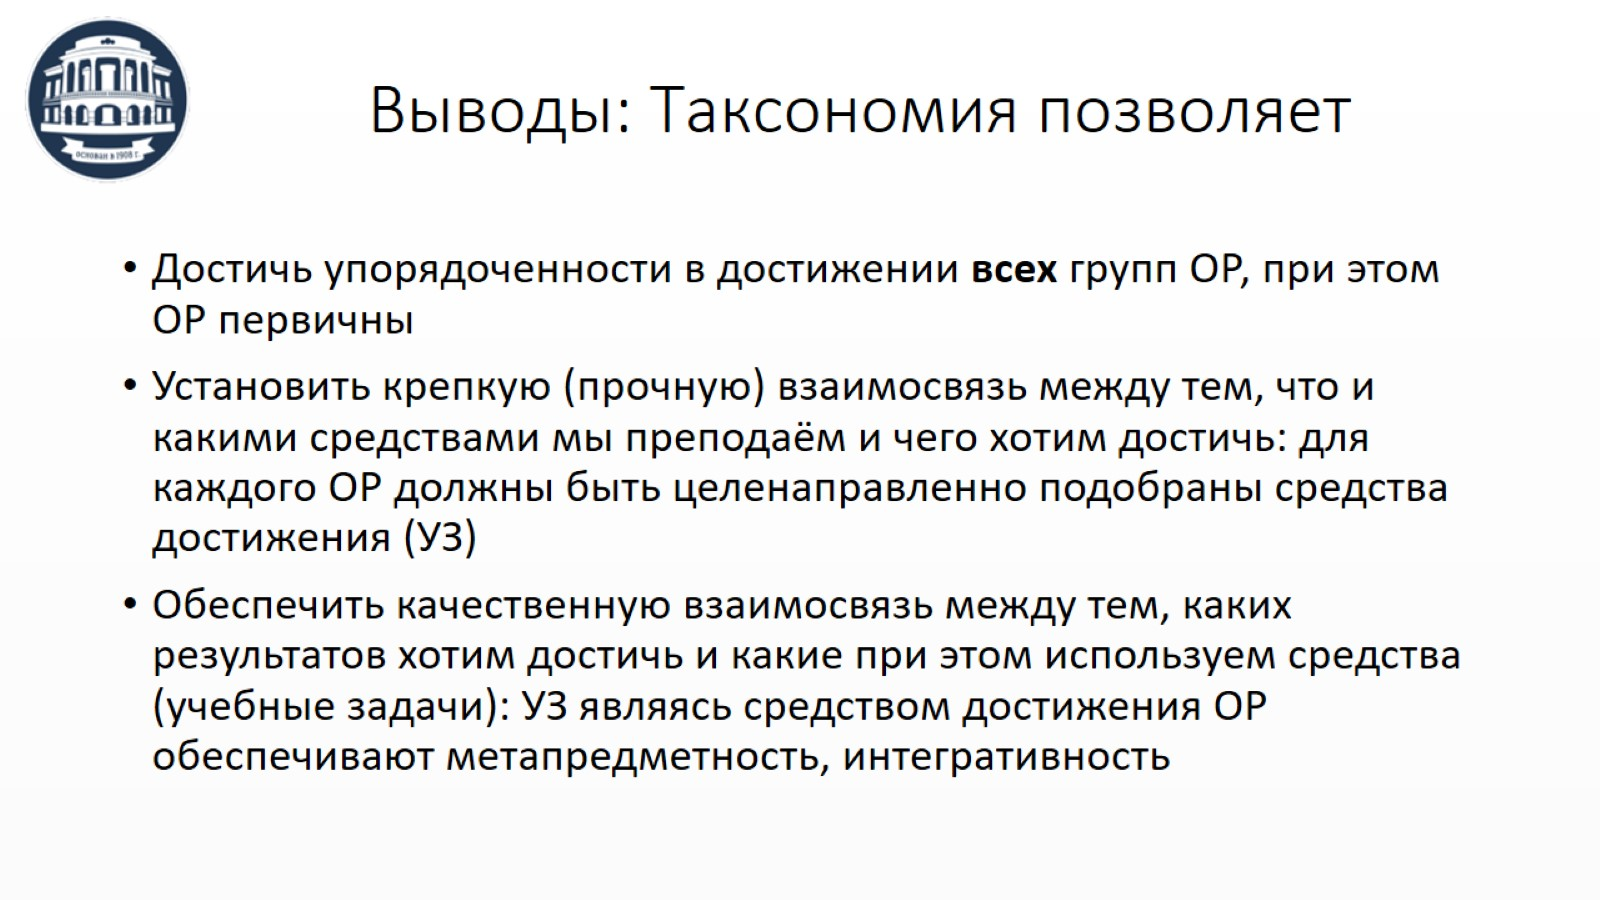 основан в 1908 г.
Выводы: Таксономия позволяет
• Достичь упорядоченности в достижении всех групп ОР, при этом
ОР первичны
• Установить крепкую (прочную) взаимосвязь между тем, что и
какими средствами мы преподаём и чего хотим достичь: для
каждого ОР должны быть целенаправленно подобраны средства
достижения (УЗ)
• Обеспечить качественную взаимосвязь между тем, каких
результатов хотим достичь и какие при этом используем средства
(учебные задачи): УЗ являясь средством достижения ОР
обеспечивают метапредметность, интегративность